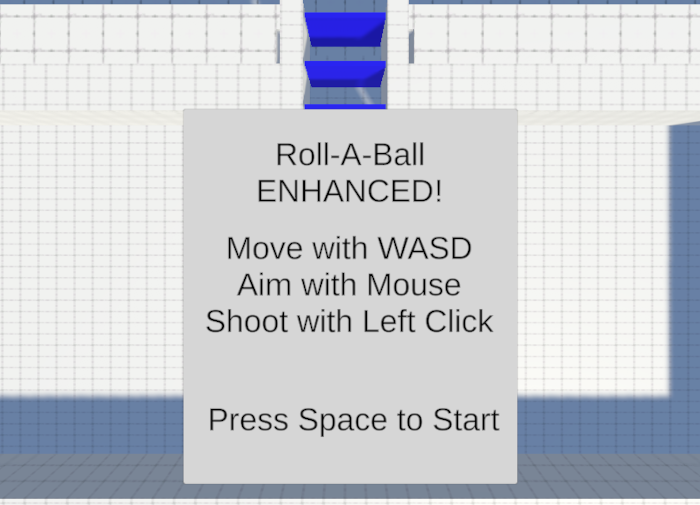 Roll-A-Ball
ENHANCED!
Move with WASD
Aim with Mouse
Shoot with Left Click
Press Space to Start